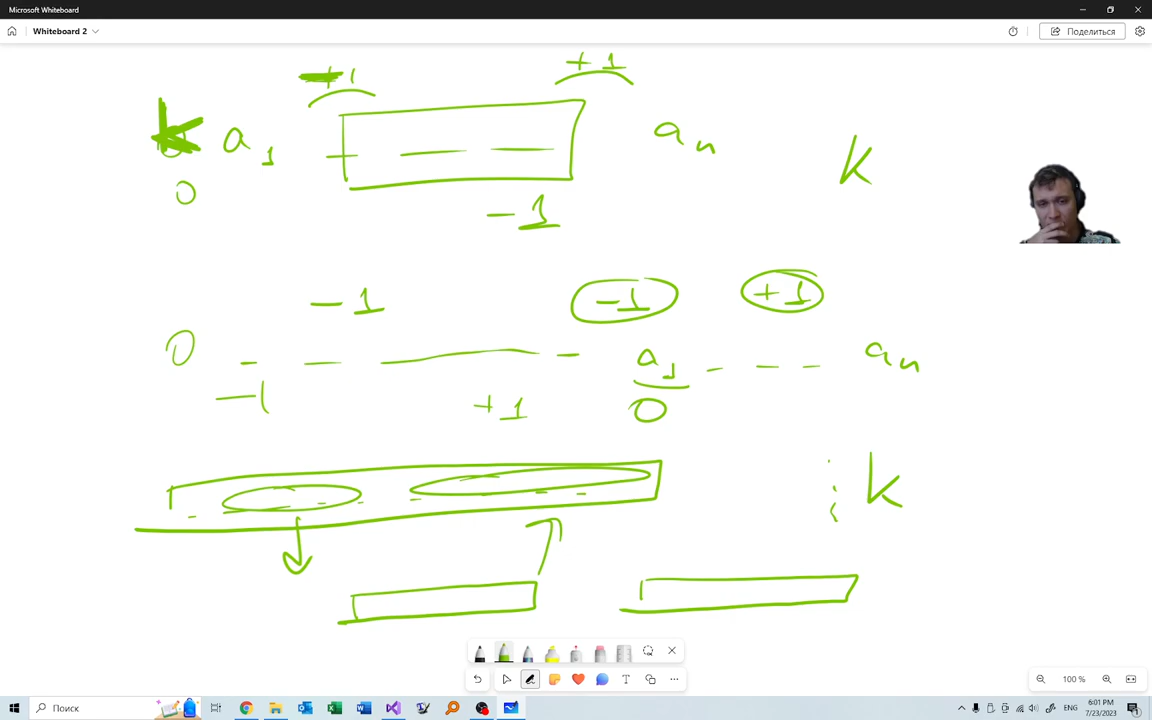 Microsoft Whiteboard
Whiteboard 2
Поделиться
+1
+1
k a₁ aₙ k
0
-1
-1 -1 +1
0 a₁ aₙ
-1 +1 0
k
100 %
Поиск
ENG
6:01 PM
7/23/2023
1